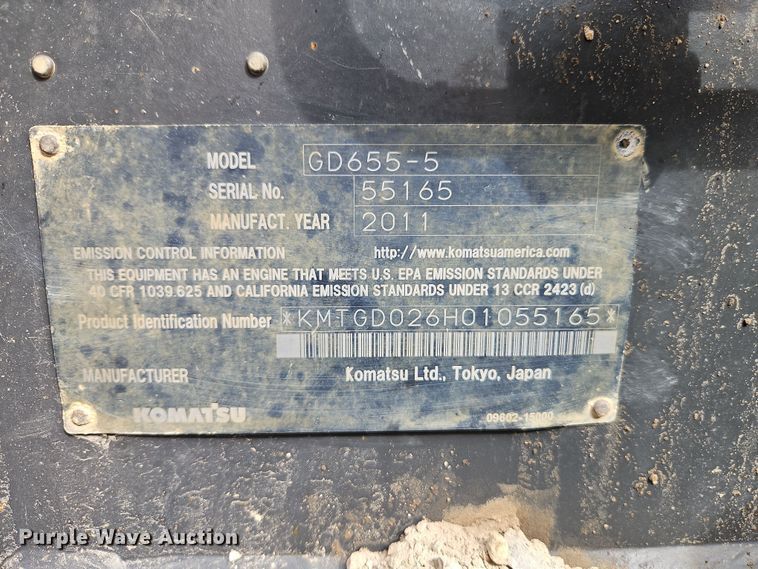 MODEL GD655-5
SERIAL No. 55165
MANUFACT. YEAR 2011
EMISSION CONTROL INFORMATION http://www.komatsuamerica.com
THIS EQUIPMENT HAS AN ENGINE THAT MEETS U.S. EPA EMISSION STANDARDS UNDER
40 CFR 1039.625 AND CALIFORNIA EMISSION STANDARDS UNDER 13 CCR 2423 (d)
Product Identification Number *KMTGD026H01055165*
MANUFACTURER Komatsu Ltd., Tokyo, Japan
KOMATSU 09602-15000
Purple Wave Auction®